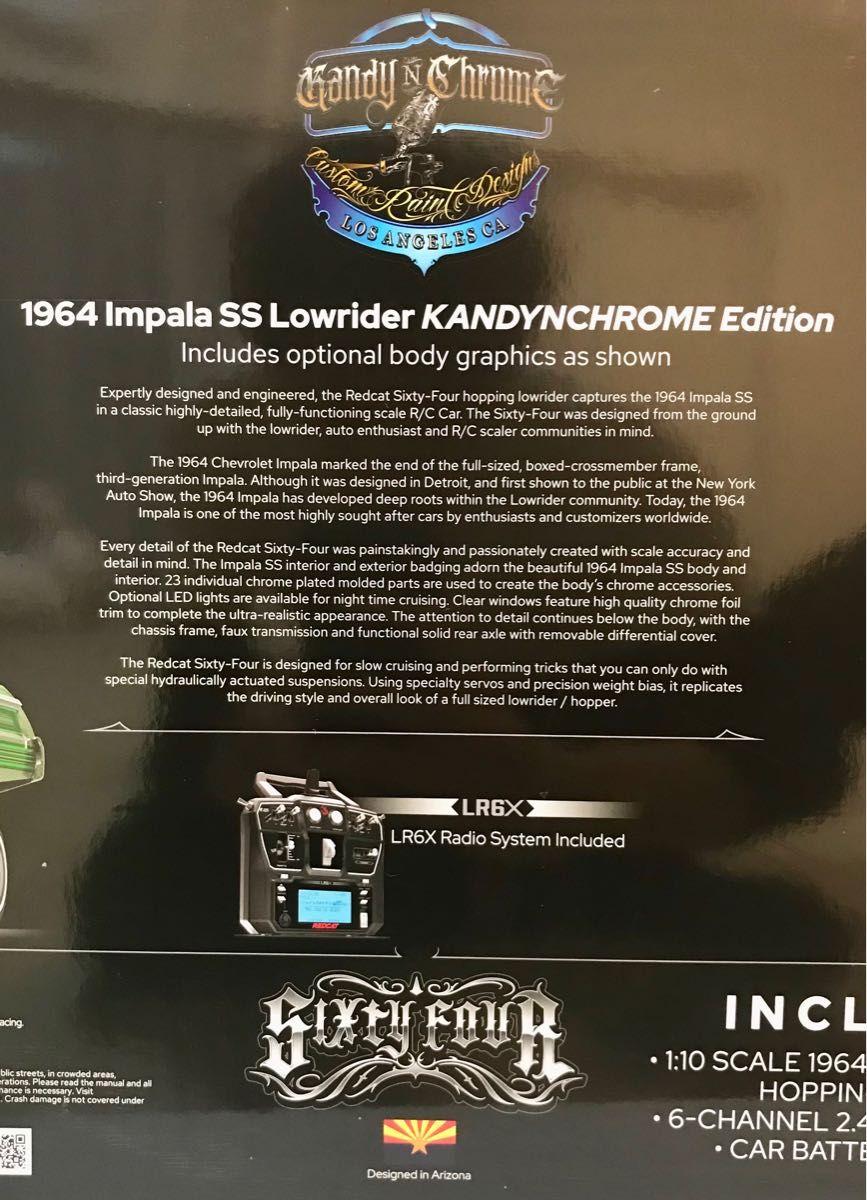 Kandy N Chrome
Custom Paint Designs
LOS ANGELES CA
1964 Impala SS Lowrider KANDYNCHROME Edition
Includes optional body graphics as shown
Expertly designed and engineered, the Redcat Sixty-Four hopping lowrider captures the 1964 Impala SS
in a classic highly-detailed, fully-functioning scale R/C Car. The Sixty-Four was designed from the ground
up with the lowrider, auto enthusiast and R/C scaler communities in mind.
The 1964 Chevrolet Impala marked the end of the full-sized, boxed-crossmember frame,
third-generation Impala. Although it was designed in Detroit, and first shown to the public at the New York
Auto Show, the 1964 Impala has developed deep roots within the Lowrider community. Today, the 1964
Impala is one of the most highly sought after cars by enthusiasts and customizers worldwide.
Every detail of the Redcat Sixty-Four was painstakingly and passionately created with scale accuracy and
detail in mind. The Impala SS interior and exterior badging adorn the beautiful 1964 Impala SS body and
interior. 23 individual chrome plated molded parts are used to create the body's chrome accessories.
Optional LED lights are available for night time cruising. Clear windows feature high quality chrome foil
trim to complete the ultra-realistic appearance. The attention to detail continues below the body, with the
chassis frame, faux transmission and functional solid rear axle with removable differential cover.
The Redcat Sixty-Four is designed for slow cruising and performing tricks that you can only do with
special hydraulically actuated suspensions. Using specialty servos and precision weight bias, it replicates
the driving style and overall look of a full sized lowrider / hopper.
LR6X
LR6X Radio System Included
REDCAT
Sixty Four
Designed in Arizona
acing.
blic streets, in crowded areas,
erations. Please read the manual and all
nance is necessary. Visit
. Crash damage is not covered under
INCL
• 1:10 SCALE 1964
HOPPIN
• 6-CHANNEL 2.4
• CAR BATTE